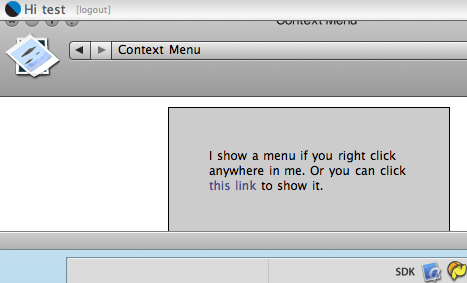 Hi test [logout]
Context Menu
Context Menu
I show a menu if you right click
anywhere in me. Or you can click
this link to show it.
SDK